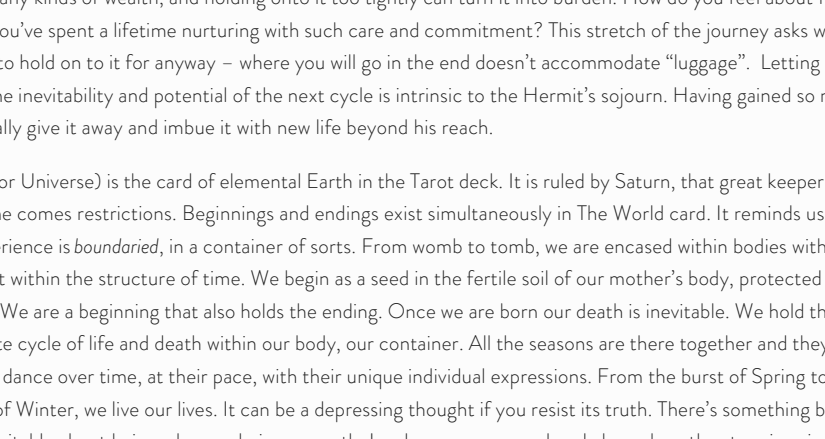 kinds of wealth, and holding onto it too tightly can turn it into burden. How do you feel about
ou've spent a lifetime nurturing with such care and commitment? This stretch of the journey asks w
to hold on to it for anyway – where you will go in the end doesn't accommodate “luggage”. Letting
inevitability and potential of the next cycle is intrinsic to the Hermit's sojourn. Having gained so
ally give it away and imbue it with new life beyond his reach.
or Universe) is the card of elemental Earth in the Tarot deck. It is ruled by Saturn, that great keeper
comes restrictions. Beginnings and endings exist simultaneously in The World card. It reminds us
rience is boundaried, in a container of sorts. From womb to tomb, we are encased within bodies with
t within the structure of time. We begin as a seed in the fertile soil of our mother's body, protected
We are a beginning that also holds the ending. Once we are born our death is inevitable. We hold th
te cycle of life and death within our body, our container. All the seasons are there together and they
dance over time, at their pace, with their unique individual expressions. From the burst of Spring to
of Winter, we live our lives. It can be a depressing thought if you resist its truth. There's something b